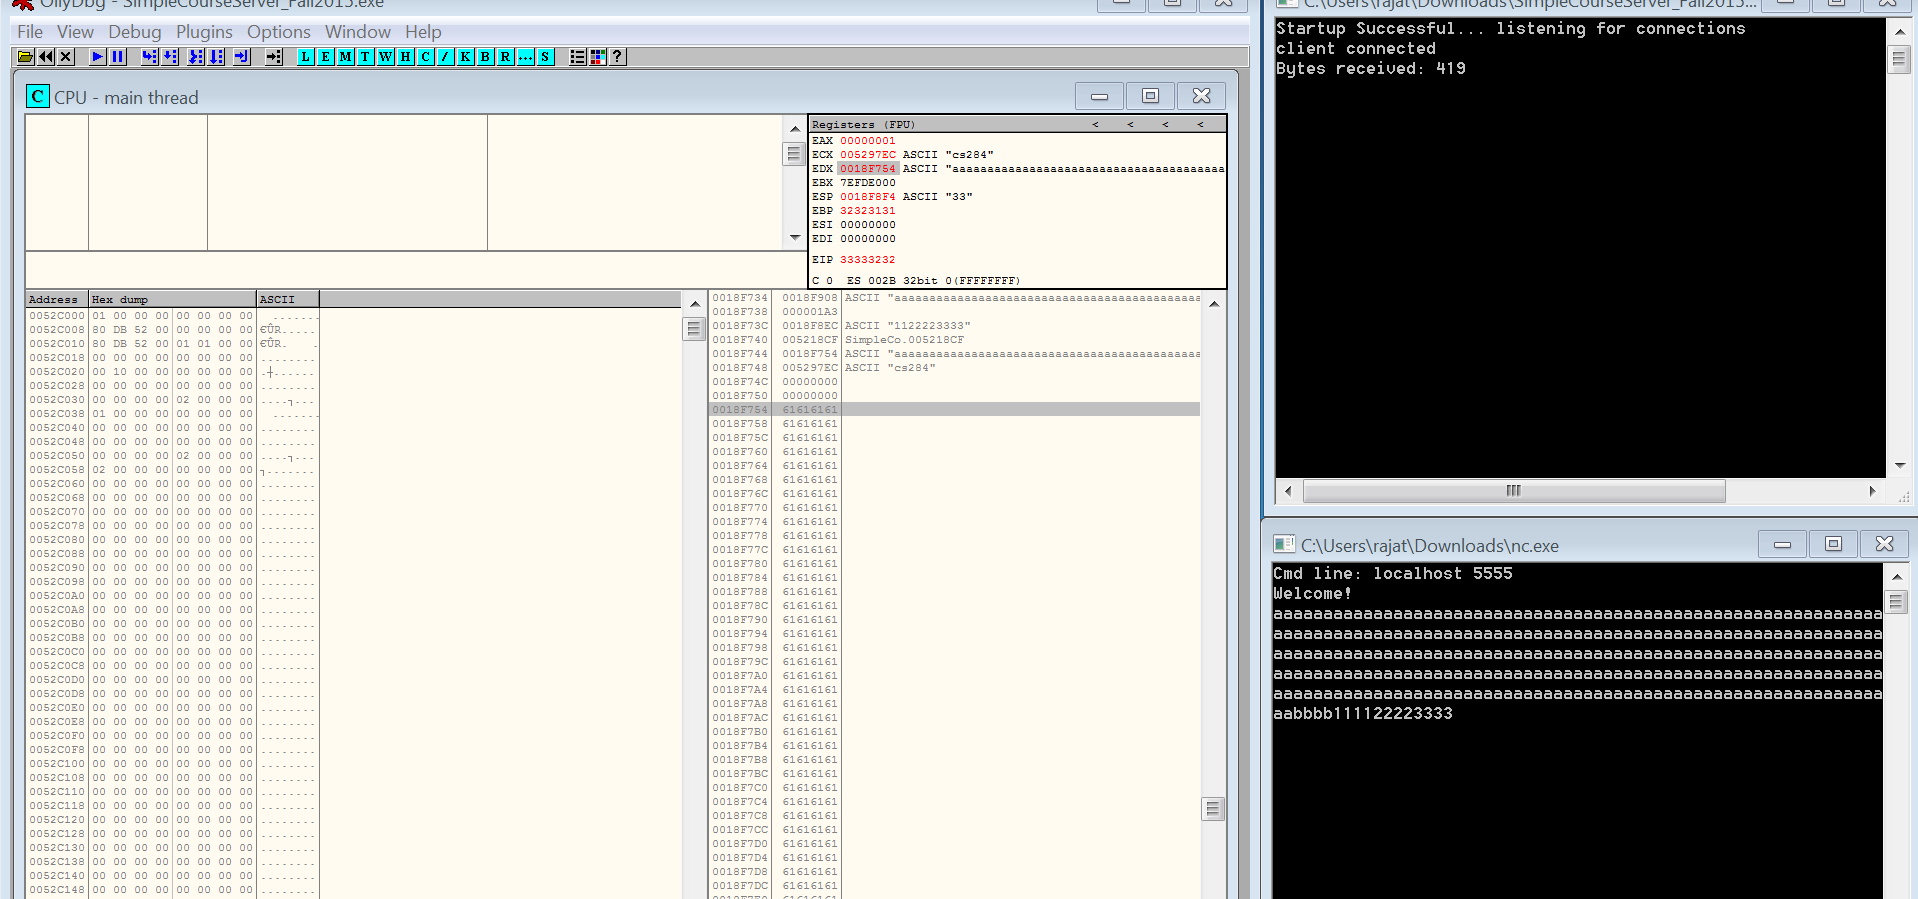 OllyDbg - SimpleCourseServer_Fall2015.exe
File View Debug Plugins Options Window Help
L E M T W H C / K B R ... S ?
C CPU - main thread
Registers (FPU) < < < <
EAX 00000001
ECX 005297EC ASCII "cs284"
EDX 0018F754 ASCII "aaaaaaaaaaaaaaaaaaaaaaaaaaaaaaaaaaaaaaa
EBX 7EFDE000
ESP 0018F8F4 ASCII "33"
EBP 32323131
ESI 00000000
EDI 00000000
EIP 33333232
C 0 ES 002B 32bit 0(FFFFFFFF)
Address Hex dump ASCII
0052C000 01 00 00 00 00 00 00 00 .......
0052C008 80 DB 52 00 00 00 00 00 €ÛR.....
0052C010 80 DB 52 00 01 01 00 00 €ÛR. .
0052C018 00 00 00 00 00 00 00 00 ........
0052C020 00 10 00 00 00 00 00 00 .┼......
0052C028 00 00 00 00 00 00 00 00 ........
0052C030 00 00 00 00 02 00 00 00 ....┐...
0052C038 01 00 00 00 00 00 00 00 .......
0052C040 00 00 00 00 00 00 00 00 ........
0052C048 00 00 00 00 00 00 00 00 ........
0052C050 00 00 00 00 02 00 00 00 ....┐...
0052C058 02 00 00 00 00 00 00 00 ┐.......
0052C060 00 00 00 00 00 00 00 00 ........
0052C068 00 00 00 00 00 00 00 00 ........
0052C070 00 00 00 00 00 00 00 00 ........
0052C078 00 00 00 00 00 00 00 00 ........
0052C080 00 00 00 00 00 00 00 00 ........
0052C088 00 00 00 00 00 00 00 00 ........
0052C090 00 00 00 00 00 00 00 00 ........
0052C098 00 00 00 00 00 00 00 00 ........
0052C0A0 00 00 00 00 00 00 00 00 ........
0052C0A8 00 00 00 00 00 00 00 00 ........
0052C0B0 00 00 00 00 00 00 00 00 ........
0052C0B8 00 00 00 00 00 00 00 00 ........
0052C0C0 00 00 00 00 00 00 00 00 ........
0052C0C8 00 00 00 00 00 00 00 00 ........
0052C0D0 00 00 00 00 00 00 00 00 ........
0052C0D8 00 00 00 00 00 00 00 00 ........
0052C0E0 00 00 00 00 00 00 00 00 ........
0052C0E8 00 00 00 00 00 00 00 00 ........
0052C0F0 00 00 00 00 00 00 00 00 ........
0052C0F8 00 00 00 00 00 00 00 00 ........
0052C100 00 00 00 00 00 00 00 00 ........
0052C108 00 00 00 00 00 00 00 00 ........
0052C110 00 00 00 00 00 00 00 00 ........
0052C118 00 00 00 00 00 00 00 00 ........
0052C120 00 00 00 00 00 00 00 00 ........
0052C128 00 00 00 00 00 00 00 00 ........
0052C130 00 00 00 00 00 00 00 00 ........
0052C138 00 00 00 00 00 00 00 00 ........
0052C140 00 00 00 00 00 00 00 00 ........
0052C148 00 00 00 00 00 00 00 00 ........
0018F734 0018F908 ASCII "aaaaaaaaaaaaaaaaaaaaaaaaaaaaaaaaaaaaaaaaaaaa
0018F738 000001A3
0018F73C 0018F8EC ASCII "1122223333"
0018F740 005218CF SimpleCo.005218CF
0018F744 0018F754 ASCII "aaaaaaaaaaaaaaaaaaaaaaaaaaaaaaaaaaaaaaaaaaaa
0018F748 005297EC ASCII "cs284"
0018F74C 00000000
0018F750 00000000
0018F754 61616161
0018F758 61616161
0018F75C 61616161
0018F760 61616161
0018F764 61616161
0018F768 61616161
0018F76C 61616161
0018F770 61616161
0018F774 61616161
0018F778 61616161
0018F77C 61616161
0018F780 61616161
0018F784 61616161
0018F788 61616161
0018F78C 61616161
0018F790 61616161
0018F794 61616161
0018F798 61616161
0018F79C 61616161
0018F7A0 61616161
0018F7A4 61616161
0018F7A8 61616161
0018F7AC 61616161
0018F7B0 61616161
0018F7B4 61616161
0018F7B8 61616161
0018F7BC 61616161
0018F7C0 61616161
0018F7C4 61616161
0018F7C8 61616161
0018F7CC 61616161
0018F7D0 61616161
0018F7D4 61616161
0018F7D8 61616161
0018F7DC 61616161
0018F7E0 61616161
C:\Users\rajat\Downloads\SimpleCourseServer_Fall2015...
Startup Successful... listening for connections
client connected
Bytes received: 419
C:\Users\rajat\Downloads\nc.exe
Cmd line: localhost 5555
Welcome!
aaaaaaaaaaaaaaaaaaaaaaaaaaaaaaaaaaaaaaaaaaaaaaaaaaaaaaaaaaaaa
aaaaaaaaaaaaaaaaaaaaaaaaaaaaaaaaaaaaaaaaaaaaaaaaaaaaaaaaaaaaa
aaaaaaaaaaaaaaaaaaaaaaaaaaaaaaaaaaaaaaaaaaaaaaaaaaaaaaaaaaaaa
aaaaaaaaaaaaaaaaaaaaaaaaaaaaaaaaaaaaaaaaaaaaaaaaaaaaaaaaaaaaa
aaaaaaaaaaaaaaaaaaaaaaaaaaaaaaaaaaaaaaaaaaaaaaaaaaaaaaaaaaaaa
aabbbb111122223333